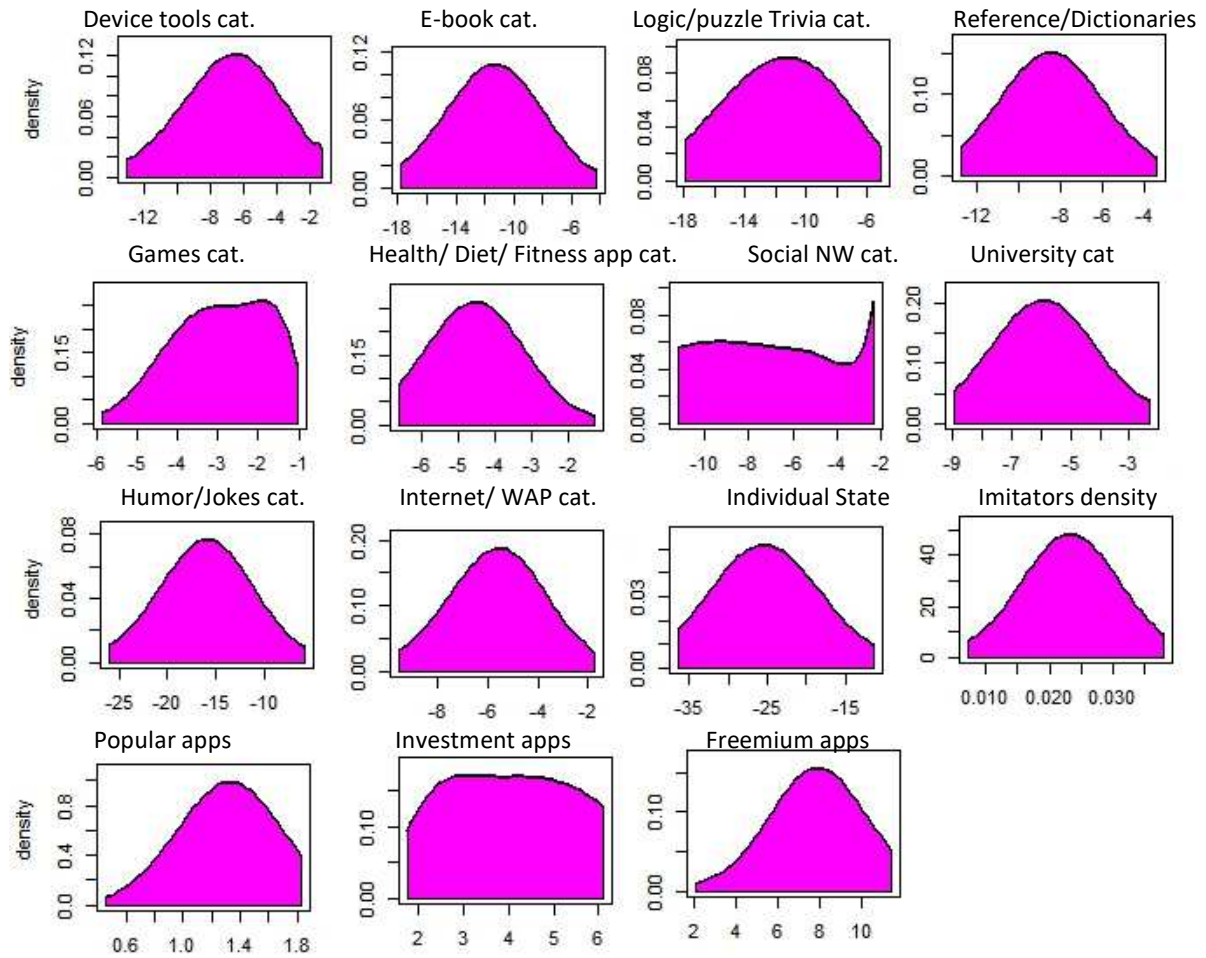 Device tools cat. E-book cat. Logic/puzzle Trivia cat. Reference/Dictionaries
density
0.00 0.06 0.12
-12 -8 -6 -4 -2
0.00 0.06 0.12
-18 -14 -10 -6
0.00 0.04 0.08
-18 -14 -10 -6
0.00 0.10
-12 -8 -6 -4
Games cat. Health/ Diet/ Fitness app cat. Social NW cat. University cat
density
0.00 0.15
-6 -5 -4 -3 -2 -1
0.00 0.15
-6 -5 -4 -3 -2
0.00 0.04 0.08
-10 -8 -6 -4 -2
0.00 0.10 0.20
-9 -7 -5 -3
Humor/Jokes cat. Internet/ WAP cat. Individual State Imitators density
density
0.00 0.04 0.08
-25 -20 -15 -10
0.00 0.10 0.20
-8 -6 -4 -2
0.00 0.03
-35 -25 -15
0 20 40
0.010 0.020 0.030
Popular apps Investment apps Freemium apps
density
0.0 0.4 0.8
0.6 1.0 1.4 1.8
0.00 0.10
2 3 4 5 6
0.00 0.10
2 4 6 8 10